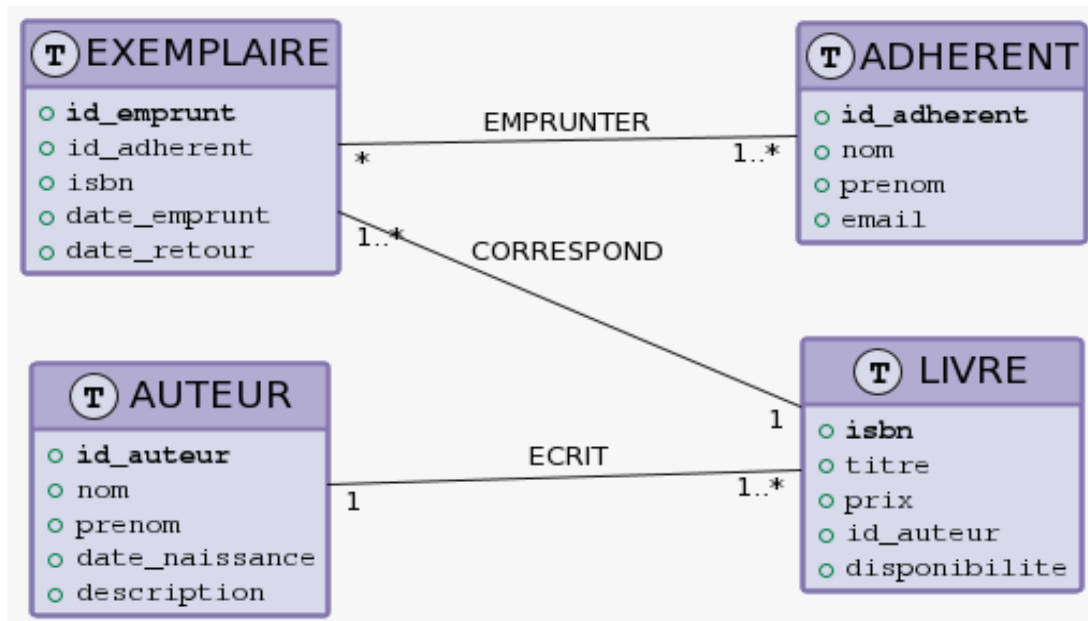 T EXEMPLAIRE
id_emprunt
id_adherent
isbn
date_emprunt
date_retour
EMPRUNTER
*
1..*
T ADHERENT
id_adherent
nom
prenom
email
1..*
CORRESPOND
1
T AUTEUR
id_auteur
nom
prenom
date_naissance
description
ECRIT
1
1..*
T LIVRE
isbn
titre
prix
id_auteur
disponibilite